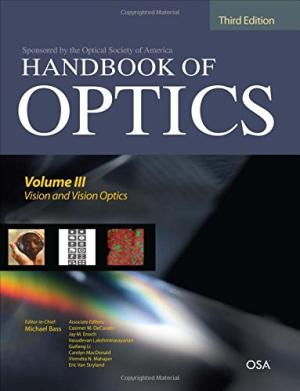 Third Edition
Sponsored by the Optical Society of America
HANDBOOK OF
OPTICS
Volume III
Vision and Vision Optics
Editor-in-Chief:
Michael Bass
Associate Editors:
Casimer M. DeCusatis
Jay M. Enoch
Vasudevan Lakshminarayanan
Guifang Li
Carolyn MacDonald
Virendra N. Mahajan
Eric Van Stryland
OSA